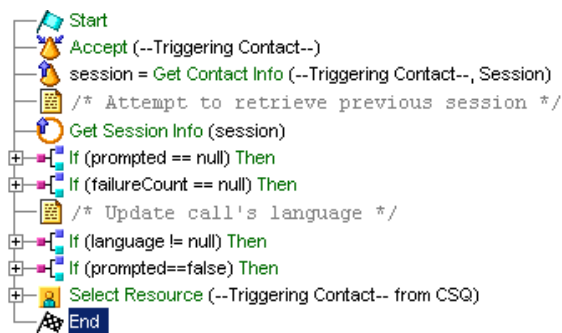 Start
Accept (--Triggering Contact--)
session = Get Contact Info (--Triggering Contact--, Session)
/* Attempt to retrieve previous session */
Get Session Info (session)
If (prompted == null) Then
If (failureCount == null) Then
/* Update call's language */
If (language != null) Then
If (prompted==false) Then
Select Resource (--Triggering Contact-- from CSQ)
End